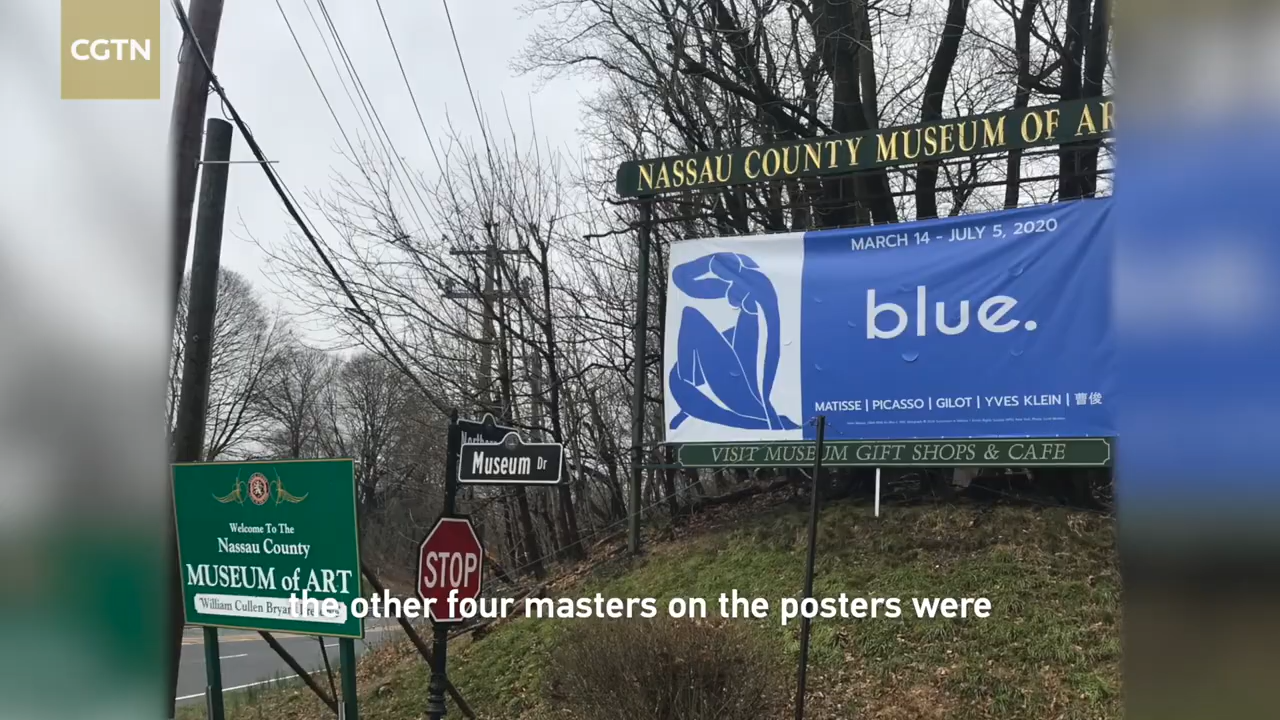 CGTN
NASSAU COUNTY MUSEUM OF AR
MARCH 14 - JULY 5, 2020
blue.
MATISSE | PICASSO | GILOT | YVES KLEIN | 曹俊
VISIT MUSEUM GIFT SHOPS & CAFE
Northern
Museum Dr
STOP
Welcome To The
Nassau County
MUSEUM of ART
William Cullen Bryant
the other four masters on the posters were